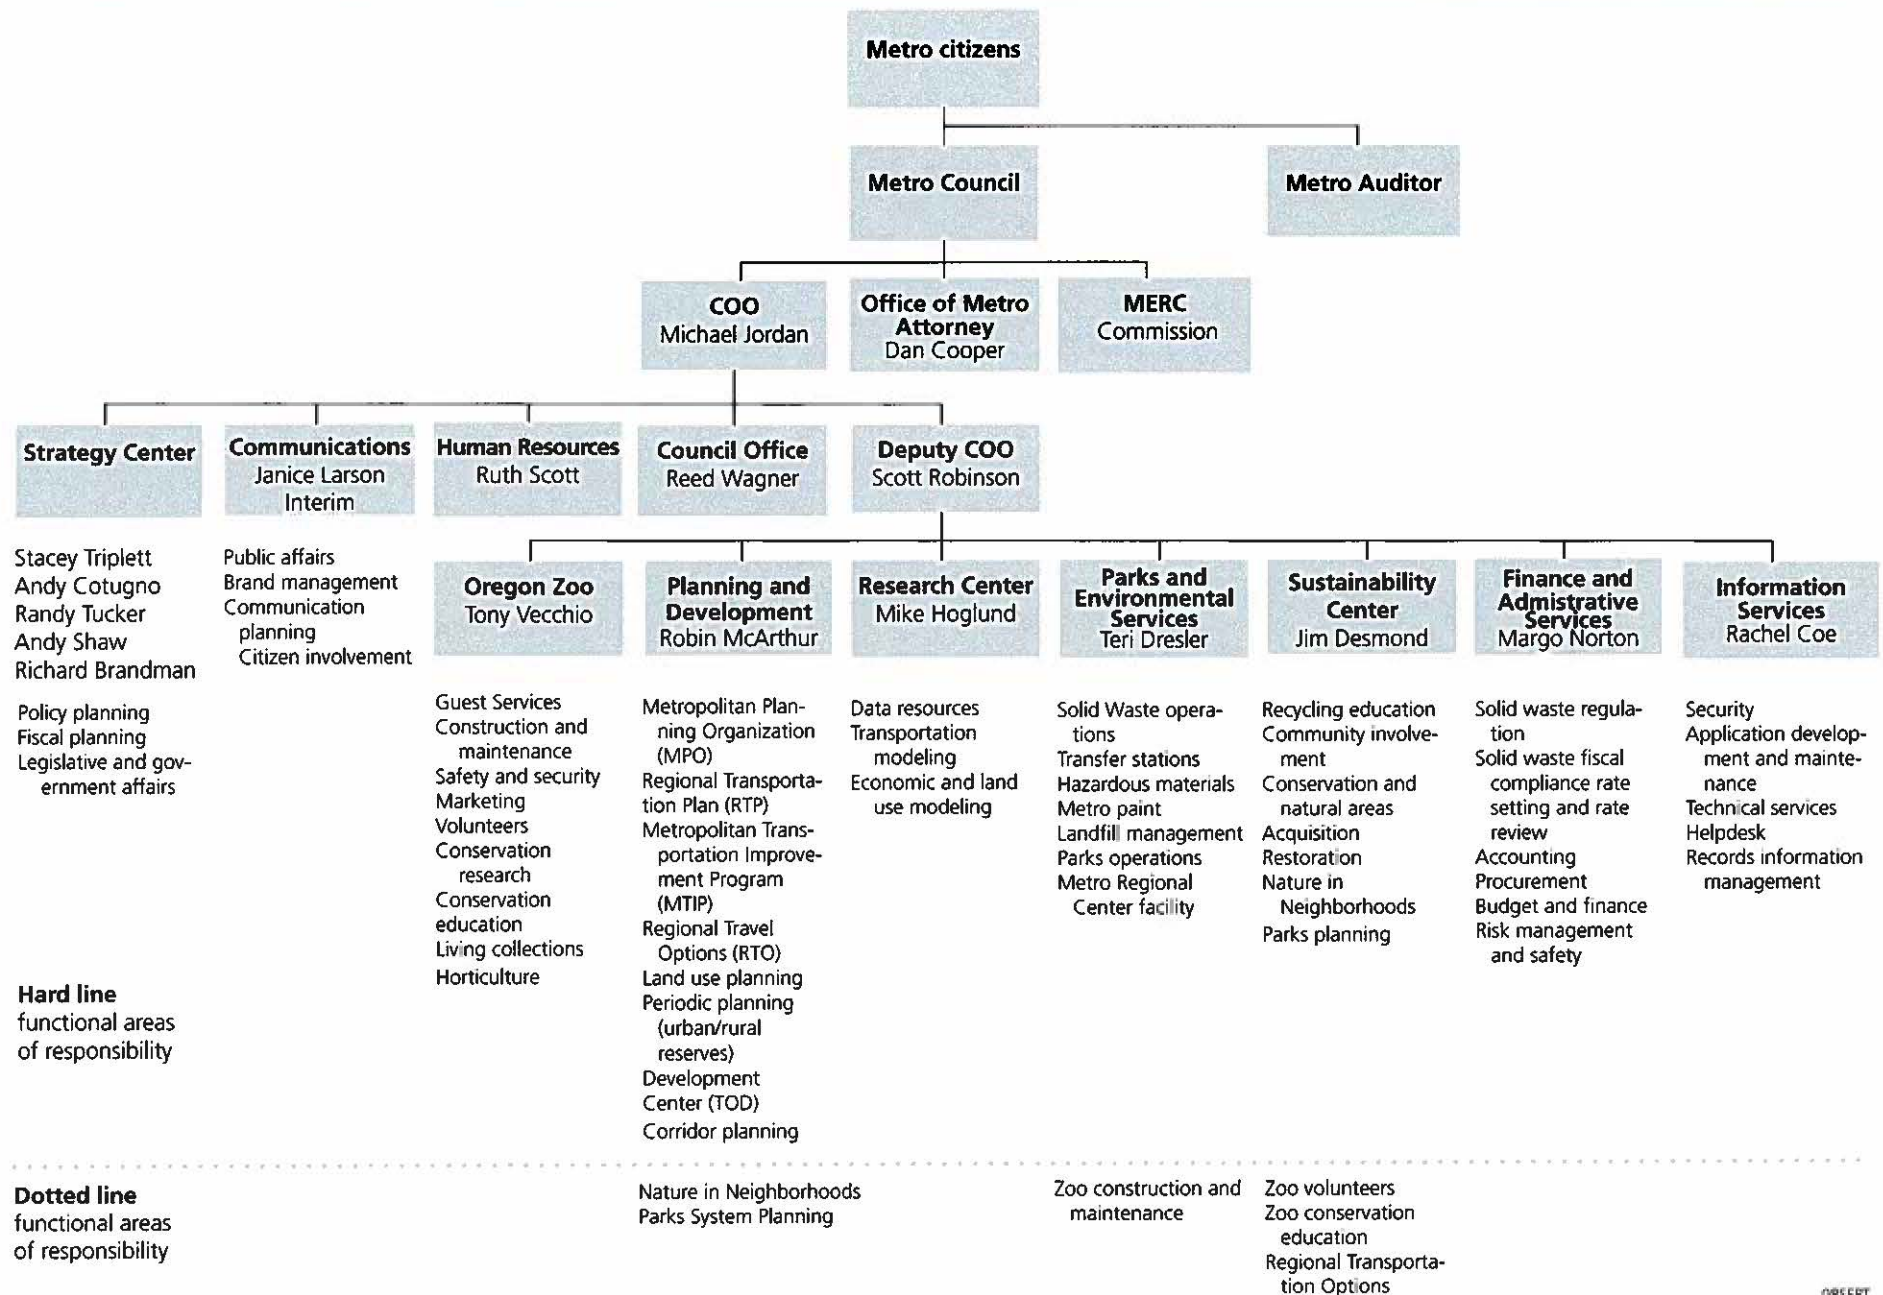 Metro citizens
Metro Council
Metro Auditor
COO
Michael Jordan
Office of Metro
Attorney
Dan Cooper
MERC
Commission
Strategy Center
Communications
Janice Larson
Interim
Human Resources
Ruth Scott
Council Office
Reed Wagner
Deputy COO
Scott Robinson
Stacey Triplett
Andy Cotugno
Randy Tucker
Andy Shaw
Richard Brandman
Policy planning
Fiscal planning
Legislative and gov-
ernment affairs
Public affairs
Brand management
Communication
planning
Citizen involvement
Oregon Zoo
Tony Vecchio
Planning and
Development
Robin McArthur
Research Center
Mike Hoglund
Parks and
Environmental
Services
Teri Dresler
Sustainability
Center
Jim Desmond
Finance and
Admistrative
Services
Margo Norton
Information
Services
Rachel Coe
Guest Services
Construction and
maintenance
Safety and security
Marketing
Volunteers
Conservation
research
Conservation
education
Living collections
Horticulture
Metropolitan Plan-
ning Organization
(MPO)
Regional Transporta-
tion Plan (RTP)
Metropolitan Trans-
portation Improve-
ment Program
(MTIP)
Regional Travel
Options (RTO)
Land use planning
Periodic planning
(urban/rural
reserves)
Development
Center (TOD)
Corridor planning
Data resources
Transportation
modeling
Economic and land
use modeling
Solid Waste opera-
tions
Transfer stations
Hazardous materials
Metro paint
Landfill management
Parks operations
Metro Regional
Center facility
Recycling education
Community involve-
ment
Conservation and
natural areas
Acquisition
Restoration
Nature in
Neighborhoods
Parks planning
Solid waste regula-
tion
Solid waste fiscal
compliance rate
setting and rate
review
Accounting
Procurement
Budget and finance
Risk management
and safety
Security
Application develop-
ment and mainte-
nance
Technical services
Helpdesk
Records information
management
Hard line
functional areas
of responsibility
Dotted line
functional areas
of responsibility
Nature in Neighborhoods
Parks System Planning
Zoo construction and
maintenance
Zoo volunteers
Zoo conservation
education
Regional Transporta-
tion Options